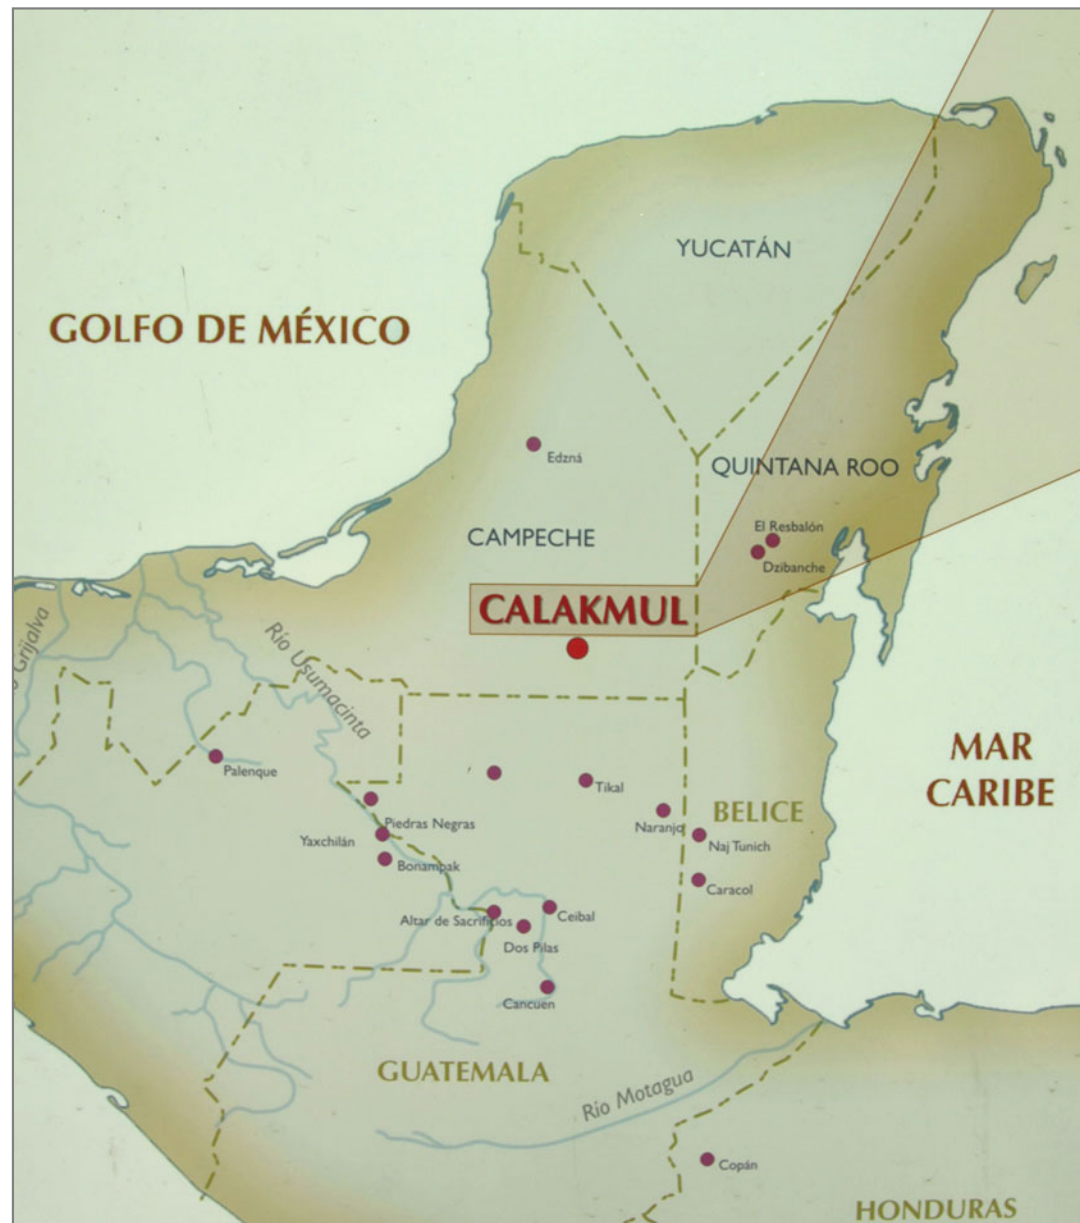 YUCATÁN
GOLFO DE MÉXICO
Edzná
QUINTANA ROO
CAMPECHE
El Resbalón
Dzibanche
CALAKMUL
Grijalva
Río Usumacinta
Palenque
Tikal
MAR
CARIBE
BELICE
Piedras Negras
Naranjo
Yaxchilán
Naj Tunich
Bonampak
Caracol
Altar de Sacrificios
Ceibal
Dos Pilas
Cancuen
GUATEMALA
Río Motagua
Copán
HONDURAS